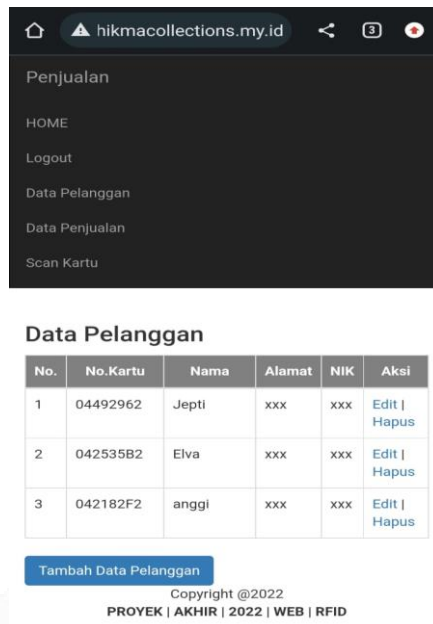 hikmacollections.my.id
3
Penjualan
HOME
Logout
Data Pelanggan
Data Penjualan
Scan Kartu
Data Pelanggan
No. No.Kartu Nama Alamat NIK Aksi
1 04492962 Jepti xxx xxx Edit |
Hapus
2 042535B2 Elva xxx xxx Edit |
Hapus
3 042182F2 anggi xxx xxx Edit |
Hapus
Tambah Data Pelanggan
Copyright @2022
PROYEK | AKHIR | 2022 | WEB | RFID